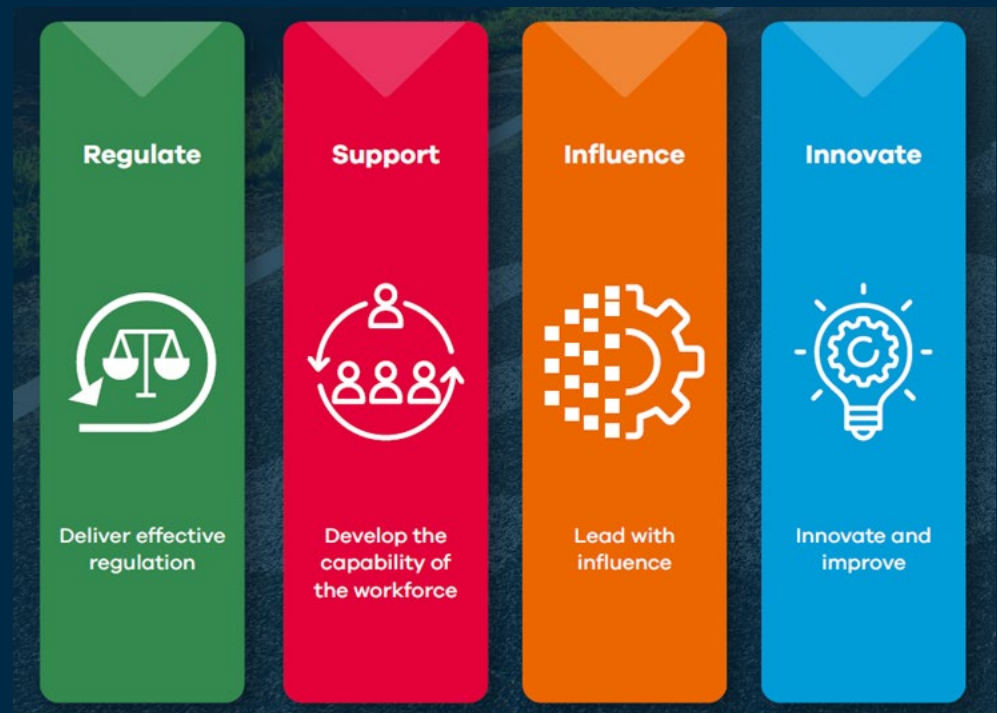 Regulate
Deliver effective
regulation
Support
Develop the
capability of
the workforce
Influence
Lead with
influence
Innovate
Innovate and
improve